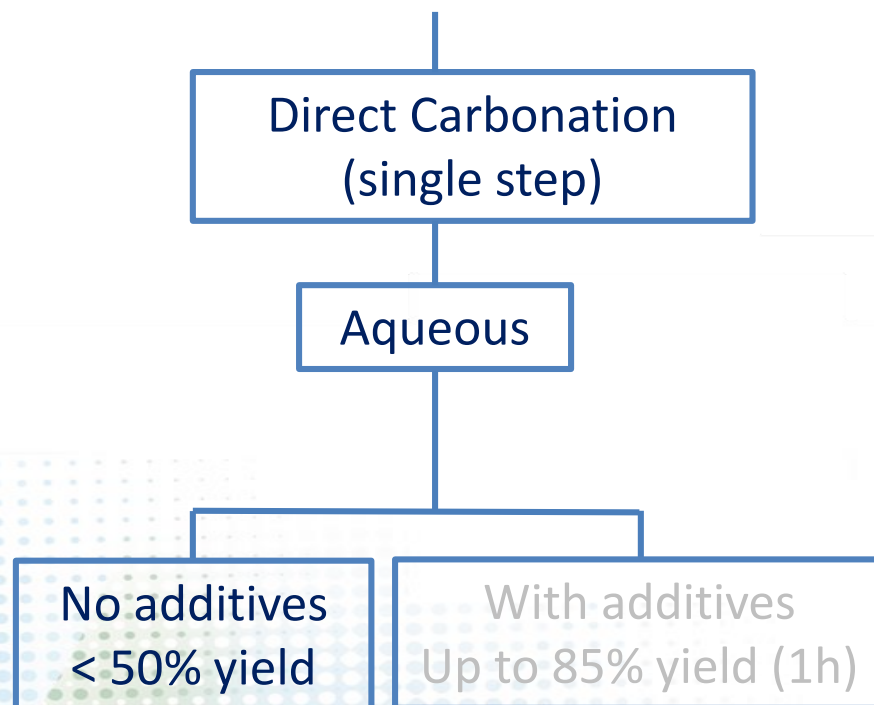 Direct Carbonation
(single step)
Aqueous
No additives
< 50% yield
With additives
Up to 85% yield (1h)